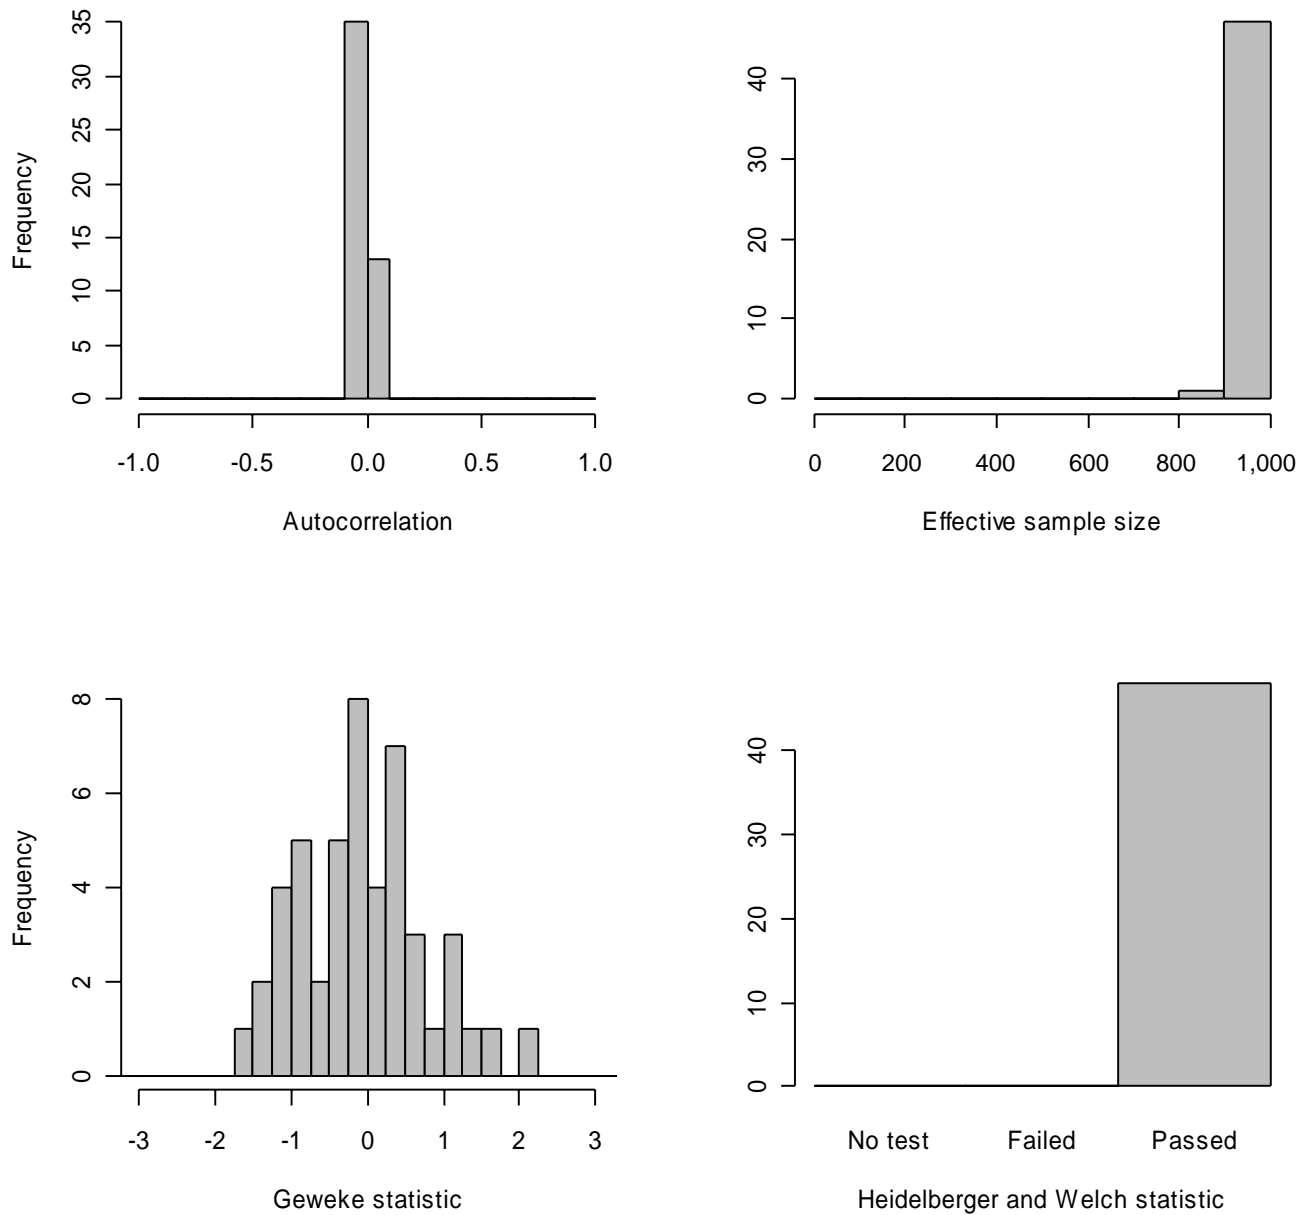 Frequency
35
30
25
20
15
10
5
0
-1.0 -0.5 0.0 0.5 1.0
Autocorrelation
40
30
20
10
0
0 200 400 600 800 1,000
Effective sample size
Frequency
8
6
4
2
0
-3 -2 -1 0 1 2 3
Geweke statistic
40
30
20
10
0
No test Failed Passed
Heidelberger and Welch statistic